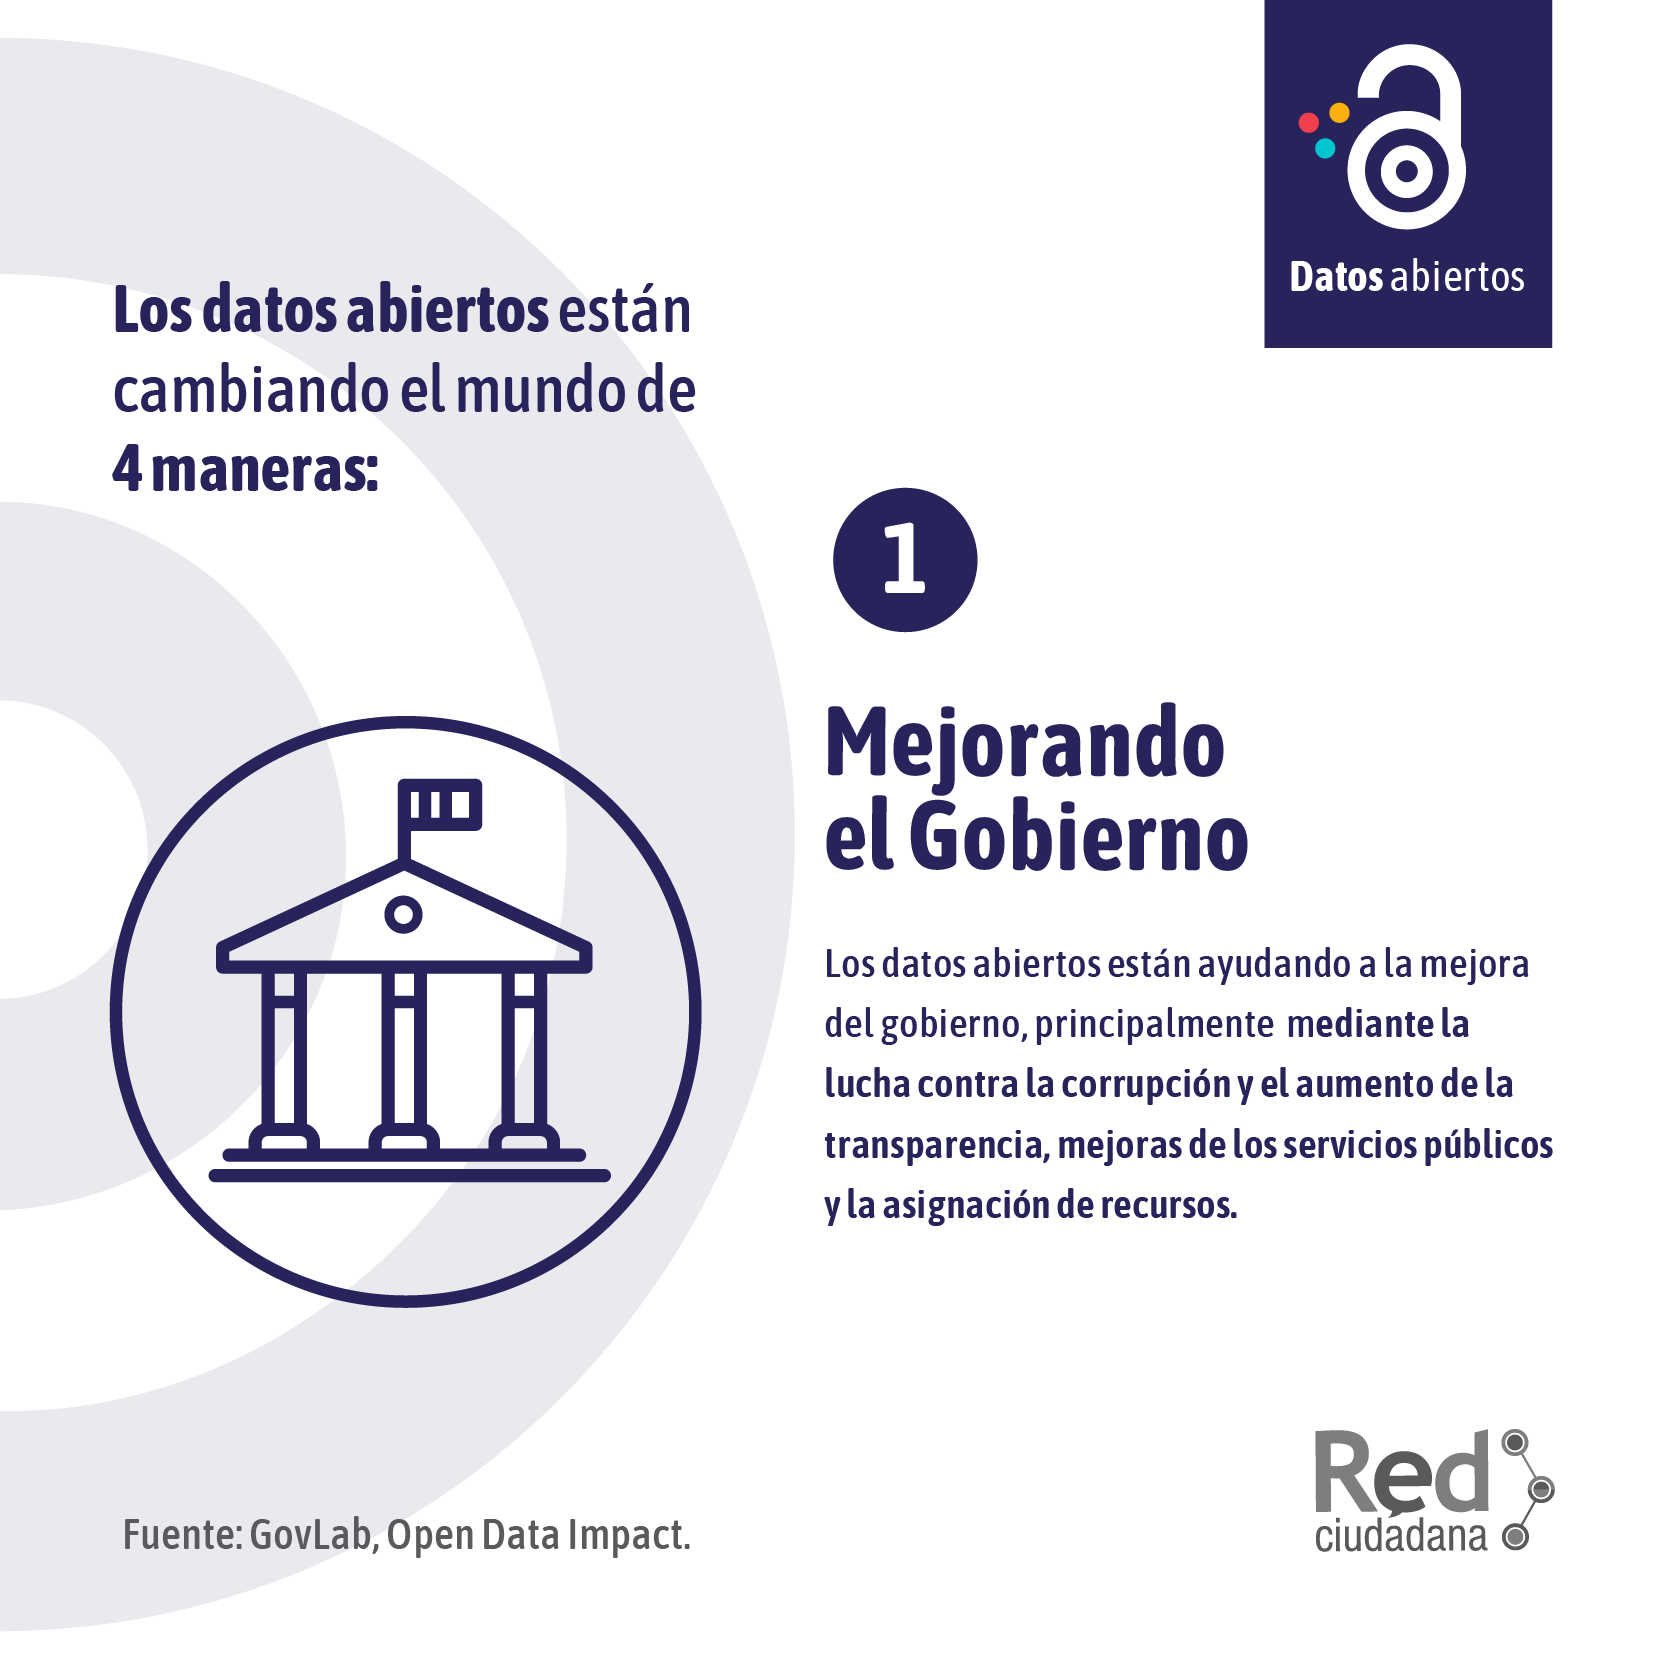 Datos abiertos
Los datos abiertos están
cambiando el mundo de
4 maneras:
1
Mejorando
el Gobierno
Los datos abiertos están ayudando a la mejora
del gobierno, principalmente mediante la
lucha contra la corrupción y el aumento de la
transparencia, mejoras de los servicios públicos
y la asignación de recursos.
Fuente: GovLab, Open Data Impact.
Red
ciudadana